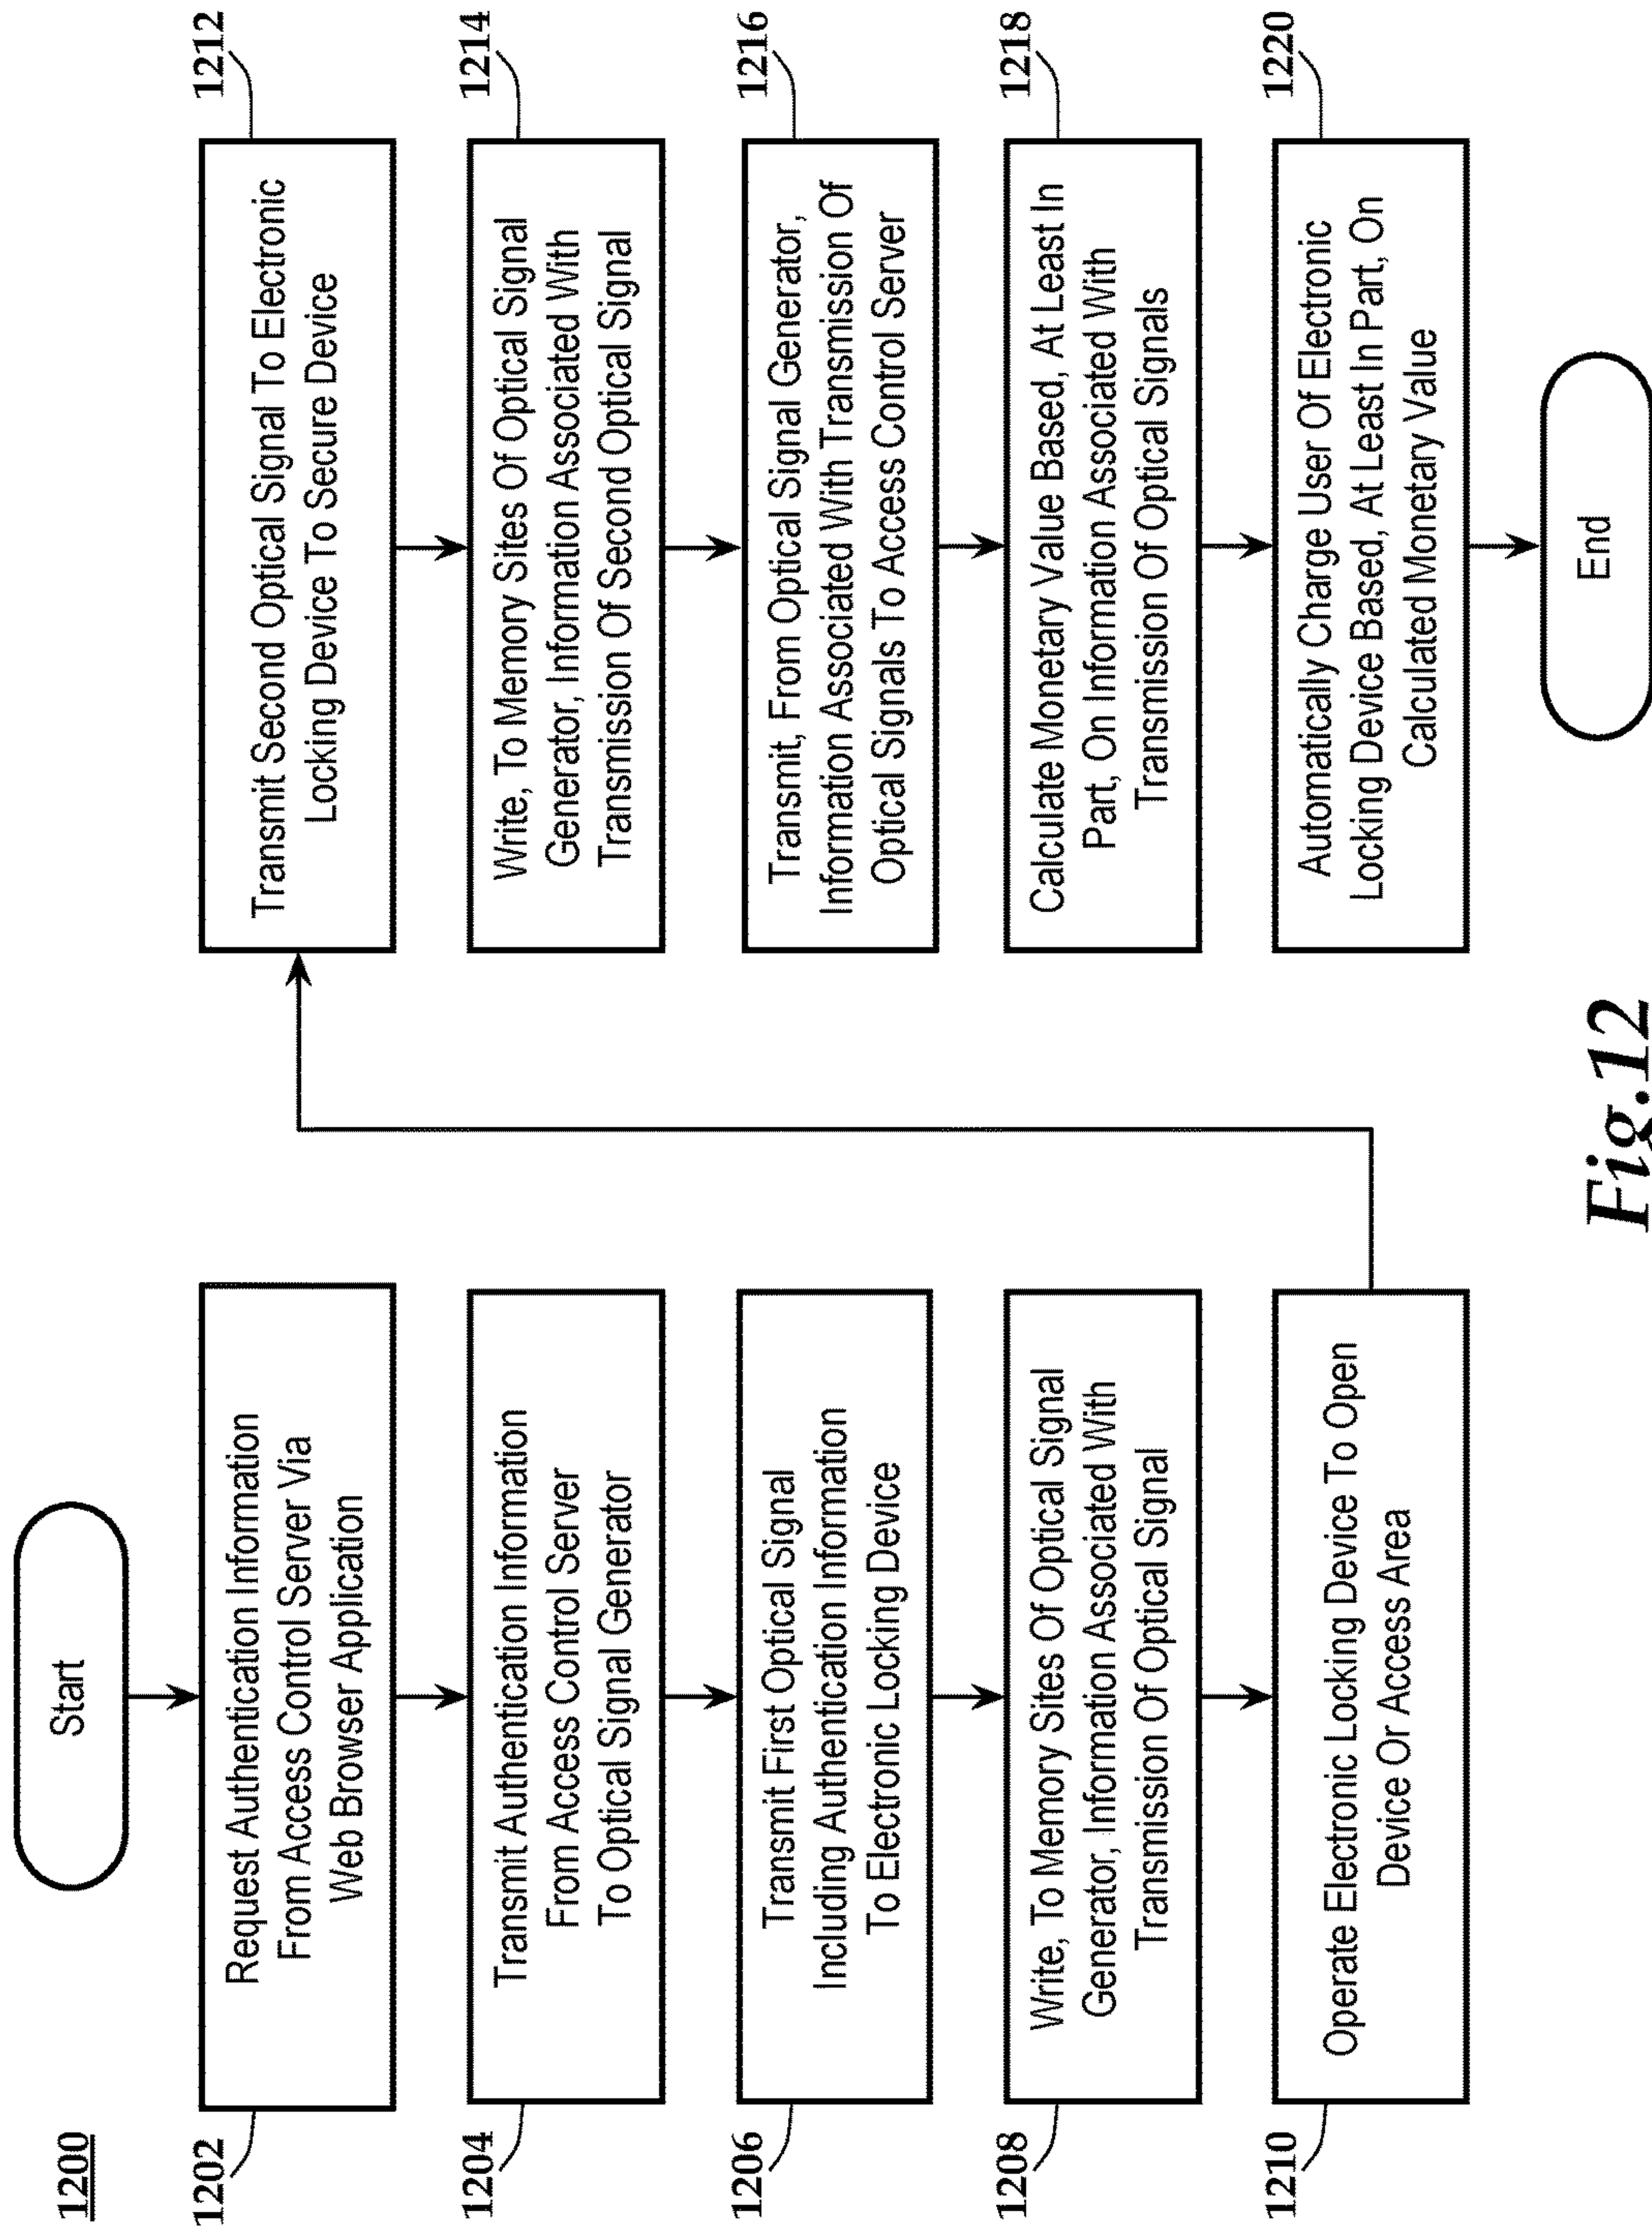 1200
Start
1202
Request Authentication Information
From Access Control Server Via
Web Browser Application
1204
Transmit Authentication Information
From Access Control Server
To Optical Signal Generator
1206
Transmit First Optical Signal
Including Authentication Information
To Electronic Locking Device
1208
Write, To Memory Sites Of Optical Signal
Generator, Information Associated With
Transmission Of Optical Signal
1210
Operate Electronic Locking Device To Open
Device Or Access Area
1212
Transmit Second Optical Signal To Electronic
Locking Device To Secure Device
1214
Write, To Memory Sites Of Optical Signal
Generator, Information Associated With
Transmission Of Second Optical Signal
1216
Transmit, From Optical Signal Generator,
Information Associated With Transmission Of
Optical Signals To Access Control Server
1218
Calculate Monetary Value Based, At Least In
Part, On Information Associated With
Transmission Of Optical Signals
1220
Automatically Charge User Of Electronic
Locking Device Based, At Least In Part, On
Calculated Monetary Value
End
Fig.12